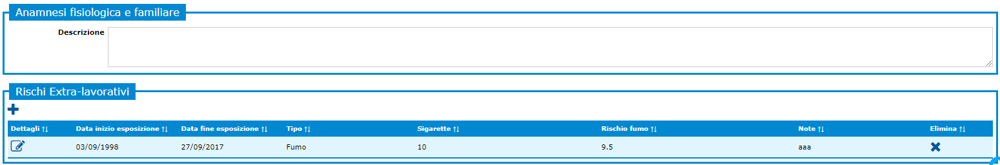 Anamnesi fisiologica e familiare
Descrizione
Rischi Extra-lavorativi
Dettagli Data inizio esposizione Data fine esposizione Tipo Sigarette Rischio fumo Note Elimina
03/09/1998 27/09/2017 Fumo 10 9.5 aaa